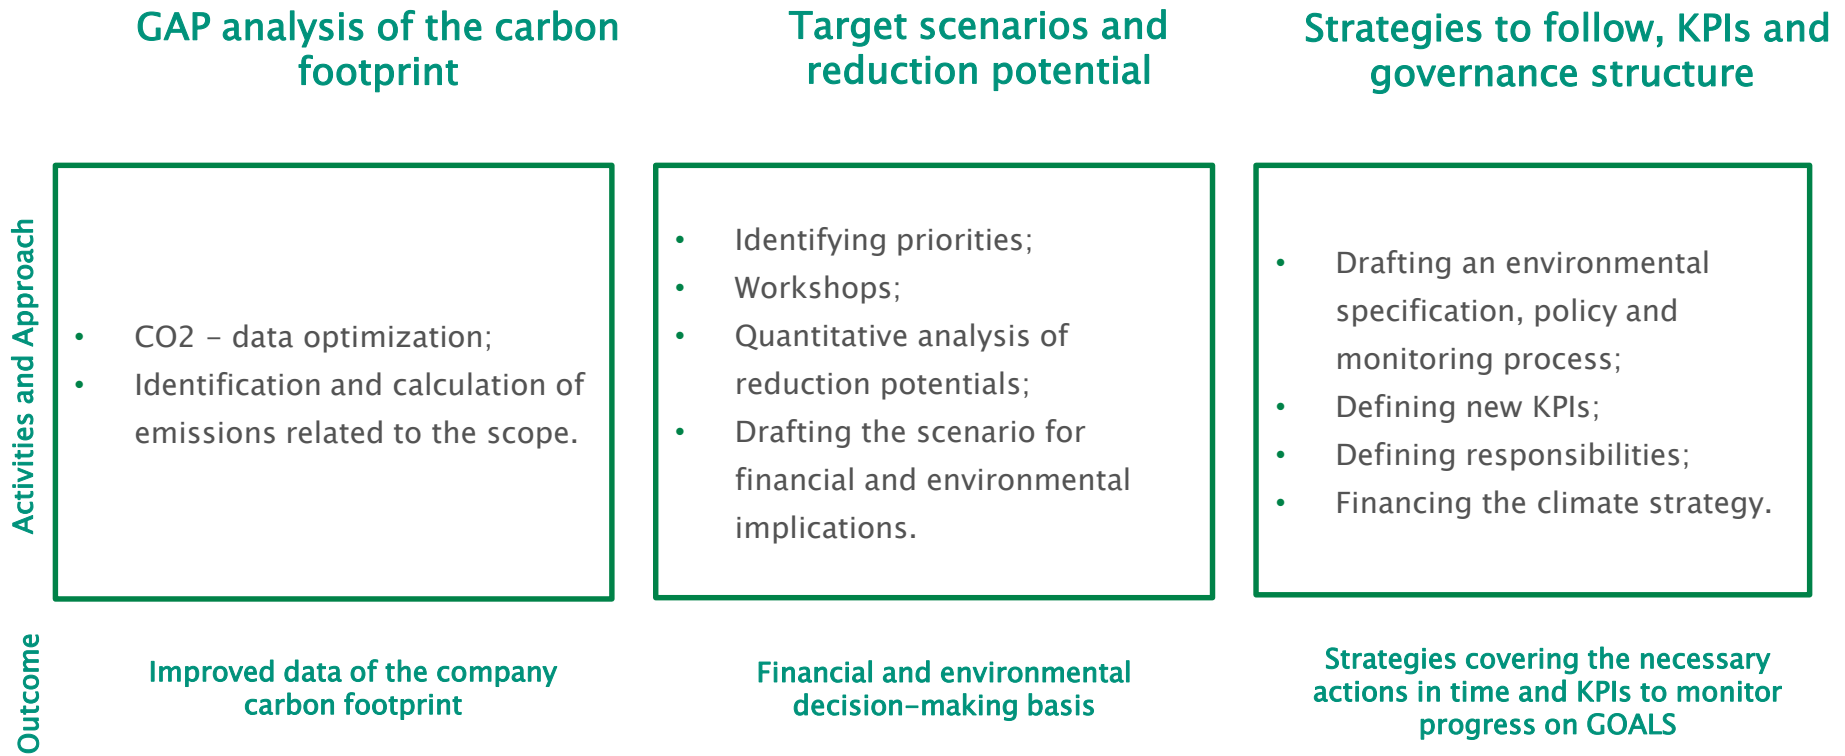 GAP analysis of the carbon
footprint
Target scenarios and
reduction potential
Strategies to follow, KPIs and
governance structure
Activities and Approach
• CO2 – data optimization;
• Identification and calculation of
emissions related to the scope.
• Identifying priorities;
• Workshops;
• Quantitative analysis of
reduction potentials;
• Drafting the scenario for
financial and environmental
implications.
• Drafting an environmental
specification, policy and
monitoring process;
• Defining new KPIs;
• Defining responsibilities;
• Financing the climate strategy.
Outcome
Improved data of the company
carbon footprint
Financial and environmental
decision-making basis
Strategies covering the necessary
actions in time and KPIs to monitor
progress on GOALS